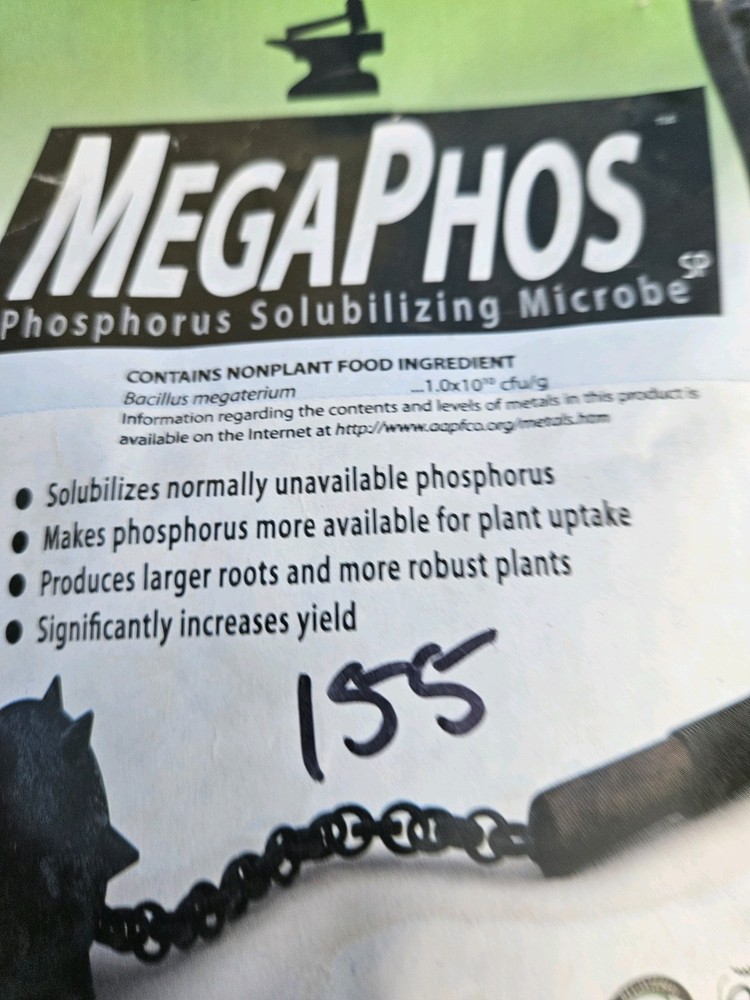 MEGAPHOS™
SP
Phosphorus Solubilizing Microbe
CONTAINS NONPLANT FOOD INGREDIENT
Bacillus megaterium ...1.0x10¹⁰ cfu/g
Information regarding the contents and levels of metals in this product is
available on the Internet at http://www.aapfco.org/metals.htm
● Solubilizes normally unavailable phosphorus
● Makes phosphorus more available for plant uptake
● Produces larger roots and more robust plants
● Significantly increases yield
155